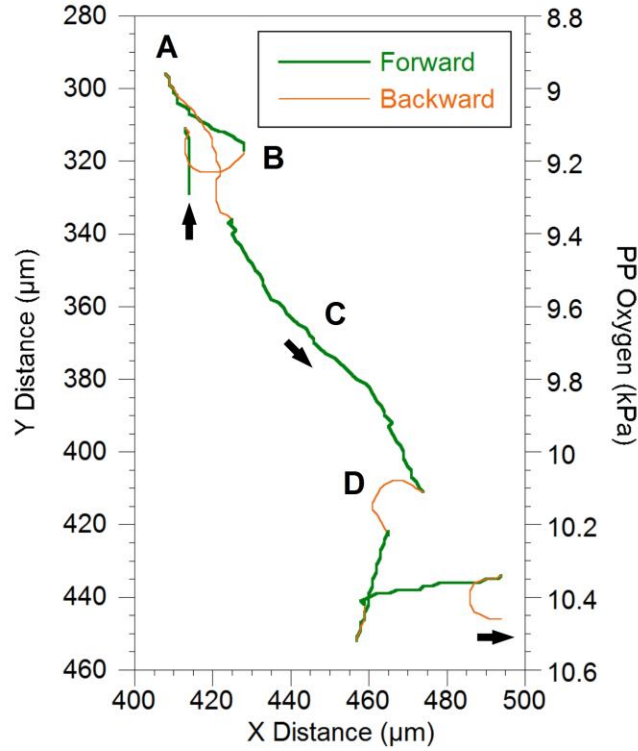 280
300
320
340
360
380
400
420
440
460
Y Distance (µm)
400
420
440
460
480
500
X Distance (µm)
8.8
9
9.2
9.4
9.6
9.8
10
10.2
10.4
10.6
PP Oxygen (kPa)
Forward
Backward
A
B
C
D